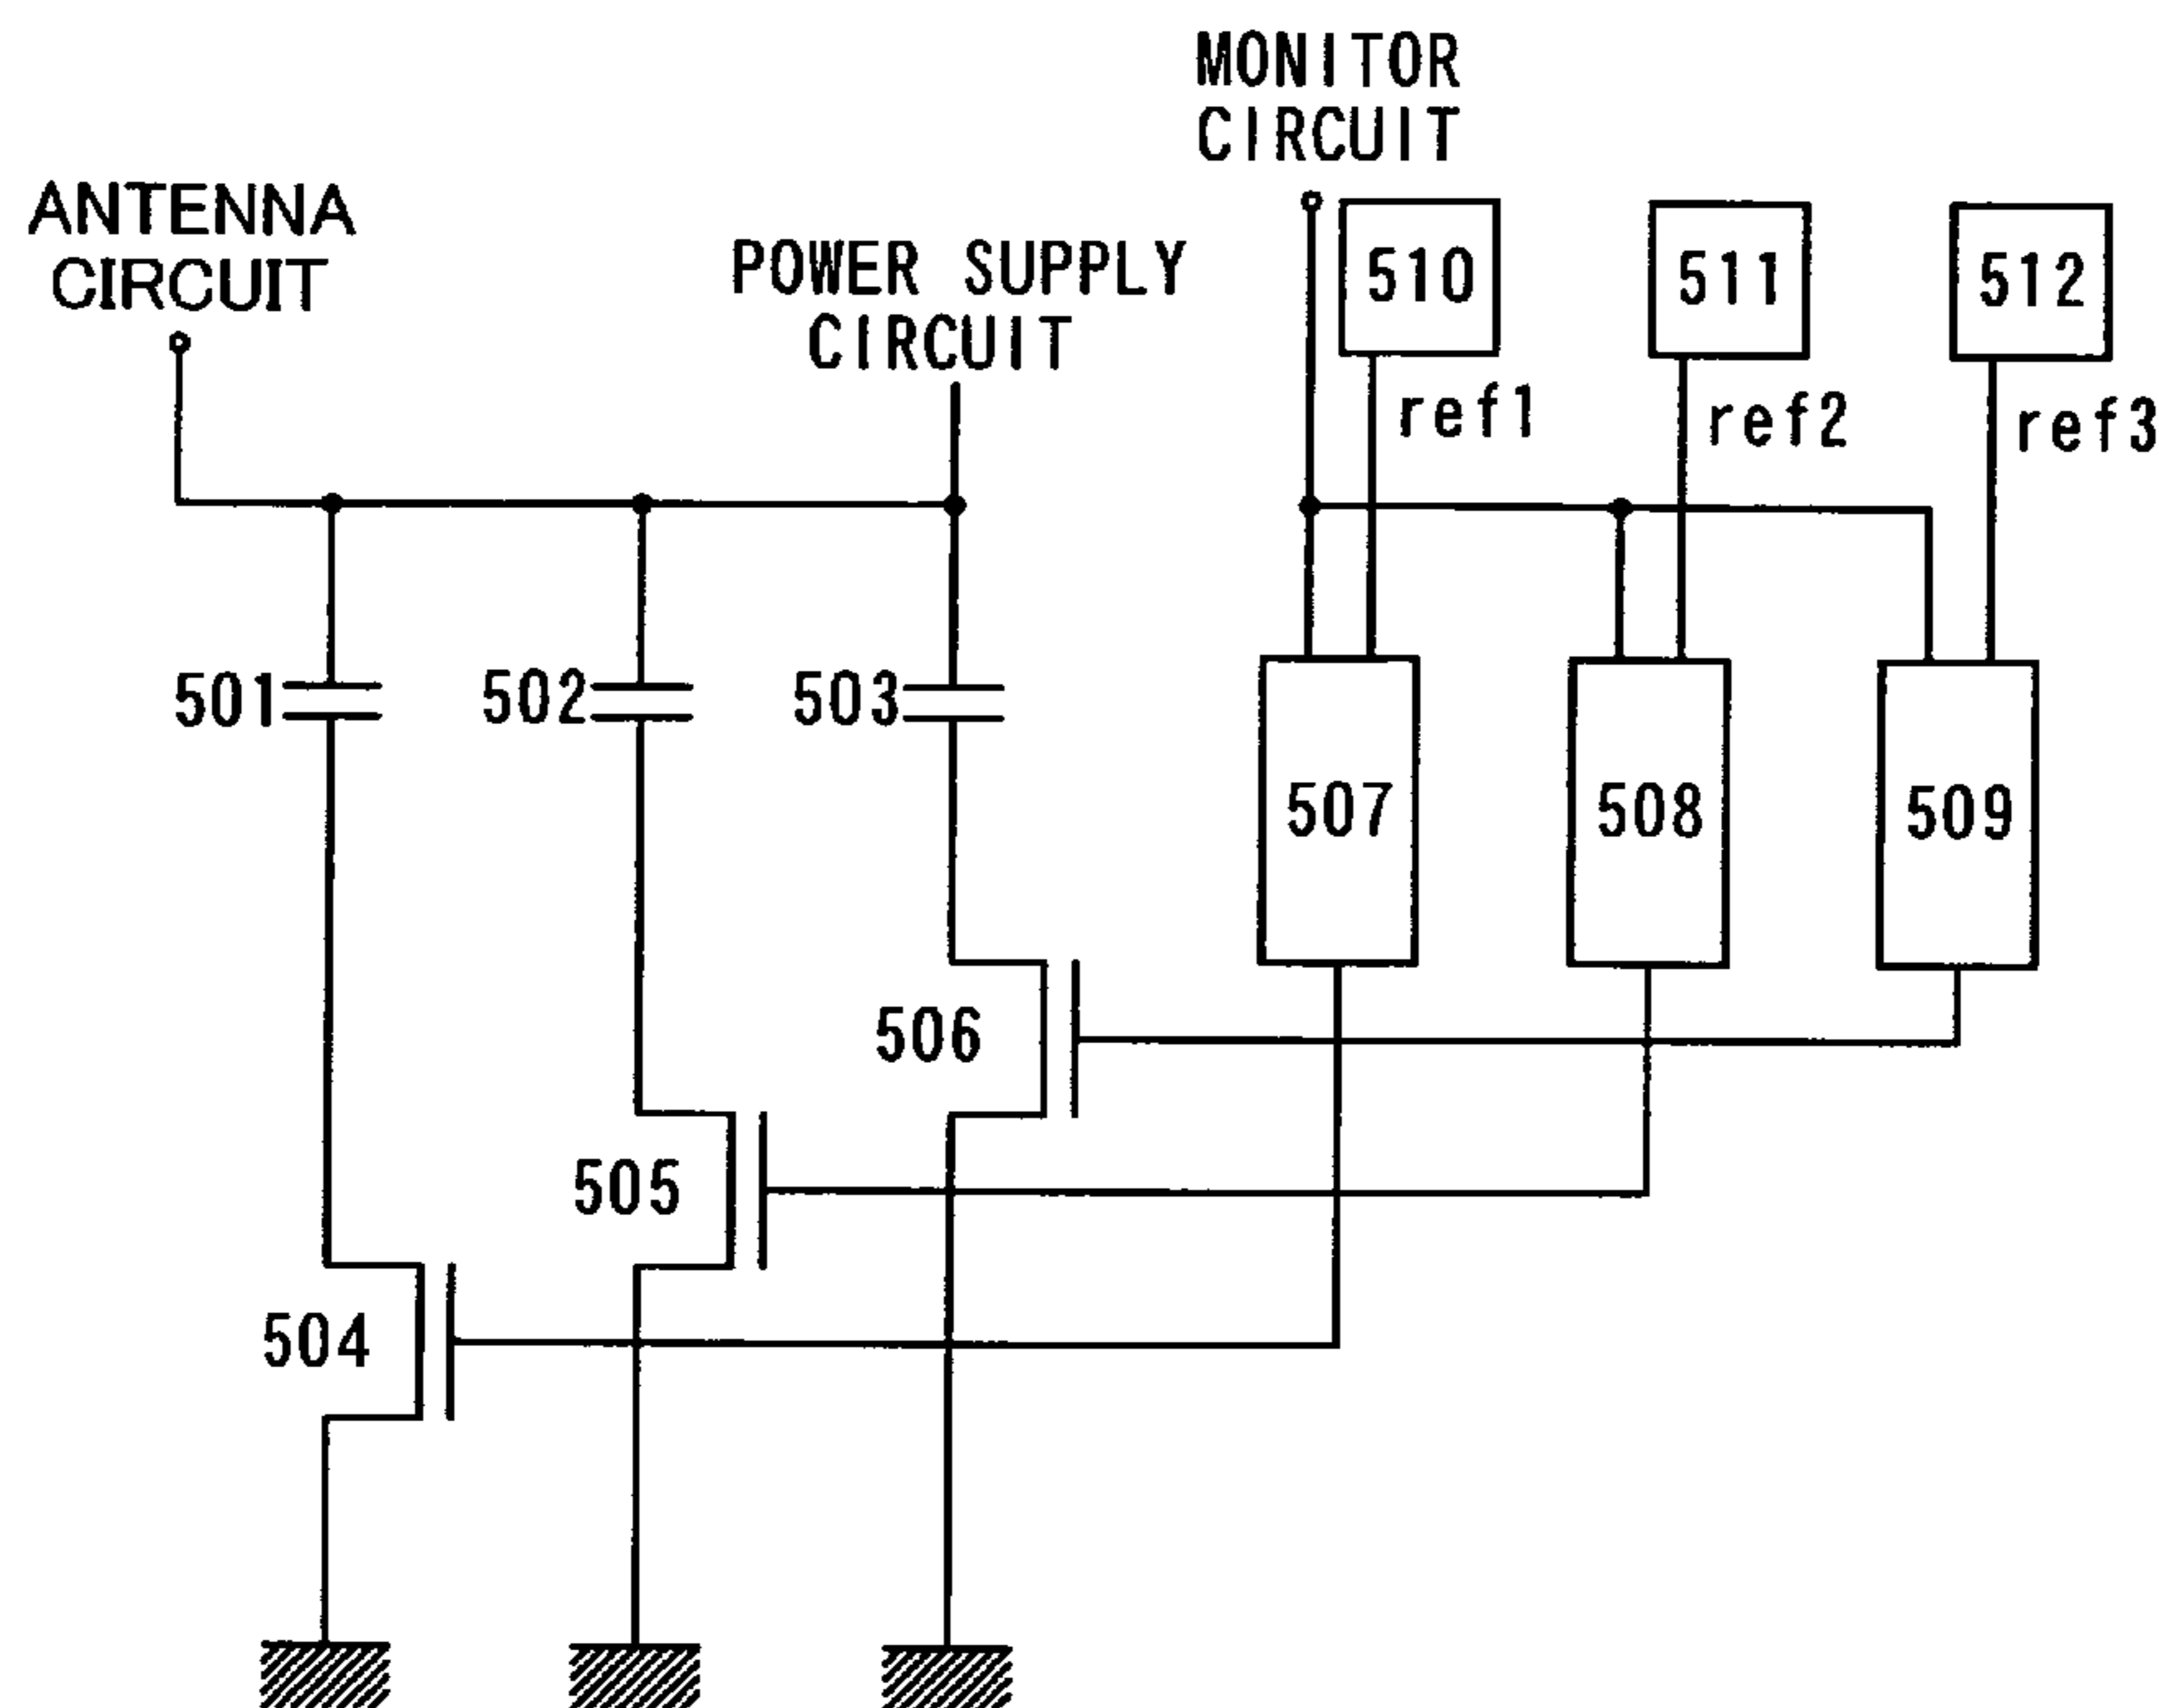 MONITOR
CIRCUIT
ANTENNA
CIRCUIT
POWER SUPPLY
CIRCUIT
510
511
512
ref1
ref2
ref3
501
502
503
507
508
509
506
505
504